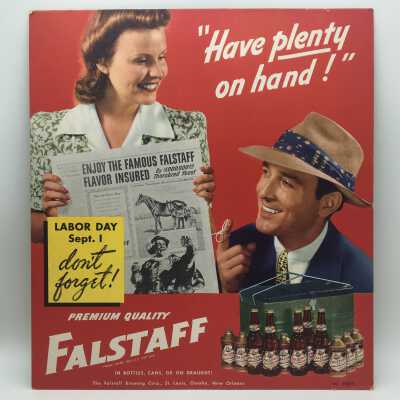 "Have plenty
on hand!"
ENJOY THE FAMOUS FALSTAFF
FLAVOR INSURED
LABOR DAY
Sept. 1
don't
forget!
PREMIUM QUALITY
FALSTAFF
IN BOTTLES, CANS, OR ON DRAUGHT!
The Falstaff Brewing Corp., St. Louis, Omaha, New Orleans